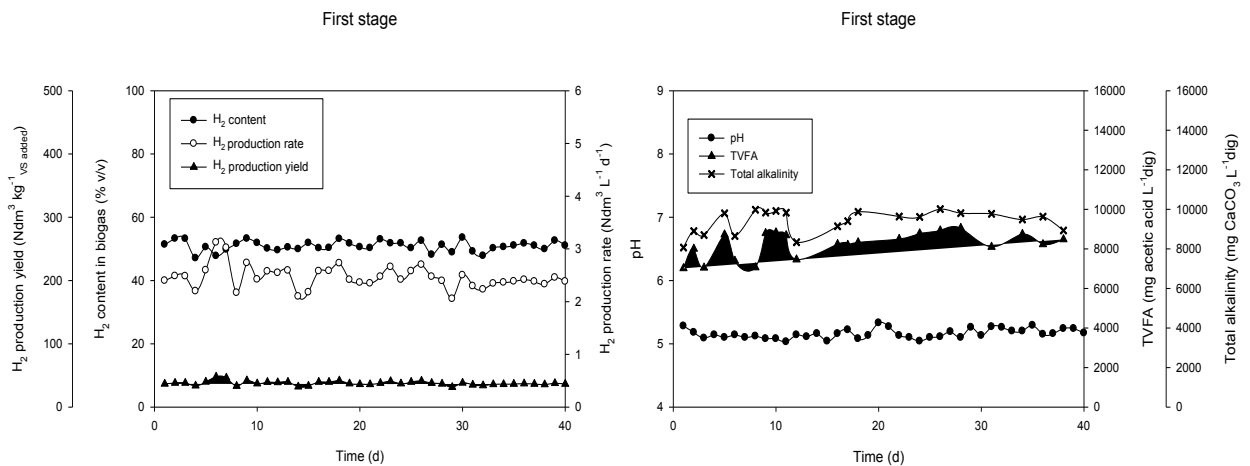 First stage
H₂ production yield (Ndm³ kg⁻¹ VS added)
500
400
300
200
100
0
H₂ content in biogas (% v/v)
100
80
60
40
20
0
H₂ content
H₂ production rate
H₂ production yield
6
5
4
3
2
1
0
H₂ production rate (Ndm³ L⁻¹ d⁻¹)
0 10 20 30 40
Time (d)
First stage
pH
9
8
7
6
5
4
pH
TVFA
Total alkalinity
16000
14000
12000
10000
8000
6000
4000
2000
0
TVFA (mg acetic acid L⁻¹dig)
16000
14000
12000
10000
8000
6000
4000
2000
0
Total alkalinity (mg CaCO₃ L⁻¹dig)
0 10 20 30 40
Time (d)